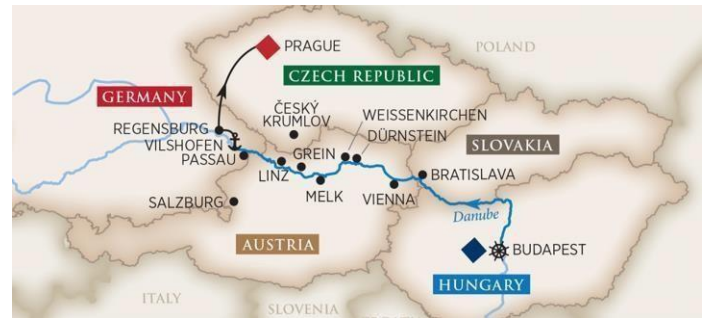 PRAGUE
POLAND
CZECH REPUBLIC
GERMANY
ČESKÝ
KRUMLOV
WEISSENKIRCHEN
REGENSBURG
DÜRNSTEIN
VILSHOFEN
GREIN
SLOVAKIA
PASSAU
LINZ
BRATISLAVA
MELK
VIENNA
SALZBURG
Danube
AUSTRIA
BUDAPEST
HUNGARY
ITALY
SLOVENIA